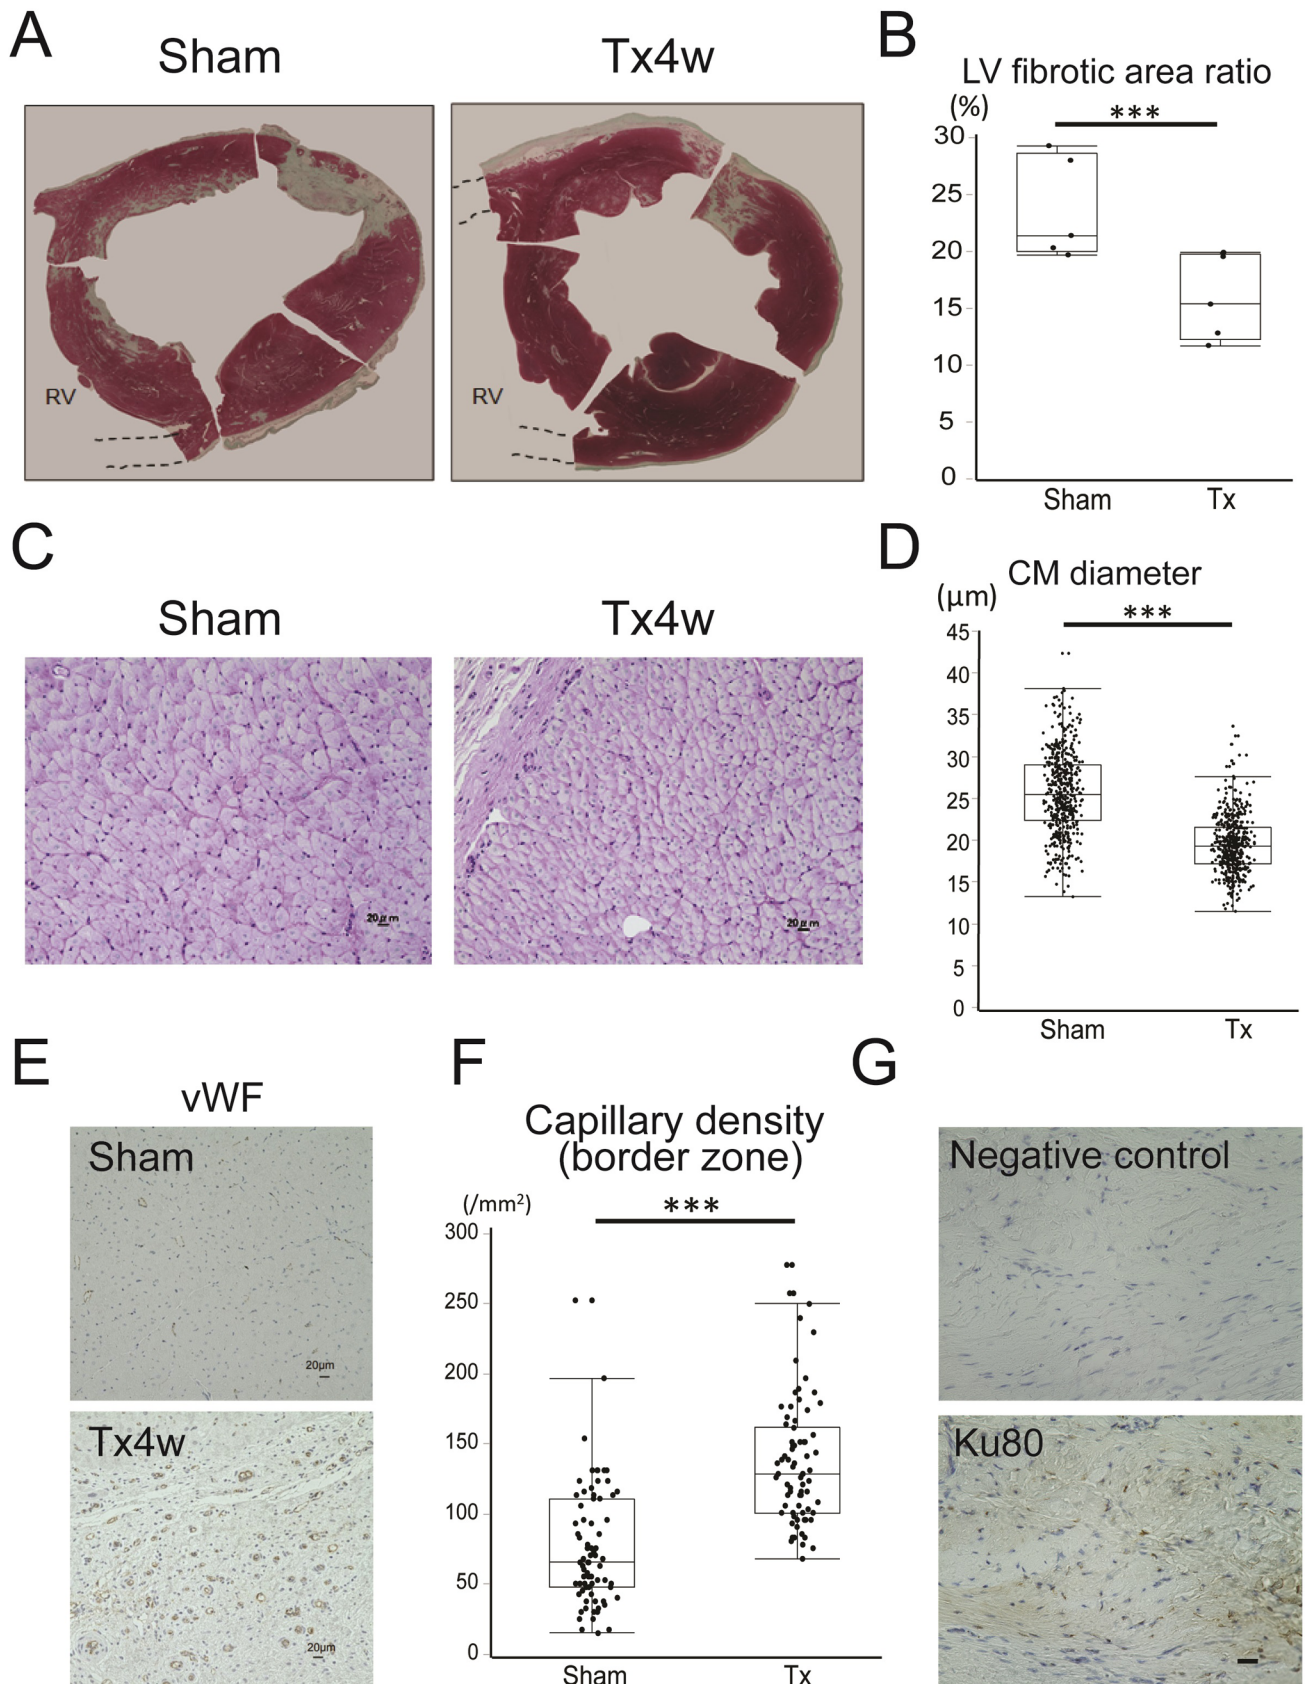 A
Sham
Tx4w
RV
RV
B
LV fibrotic area ratio
(%)
***
30
25
20
15
10
5
0
Sham
Tx
C
Sham
Tx4w
20μm
20μm
D
CM diameter
(μm)
***
45
40
35
30
25
20
15
10
5
0
Sham
Tx
E
vWF
Sham
20μm
Tx4w
20μm
F
Capillary density
(border zone)
(/mm²)
***
300
250
200
150
100
50
0
Sham
Tx
G
Negative control
Ku80